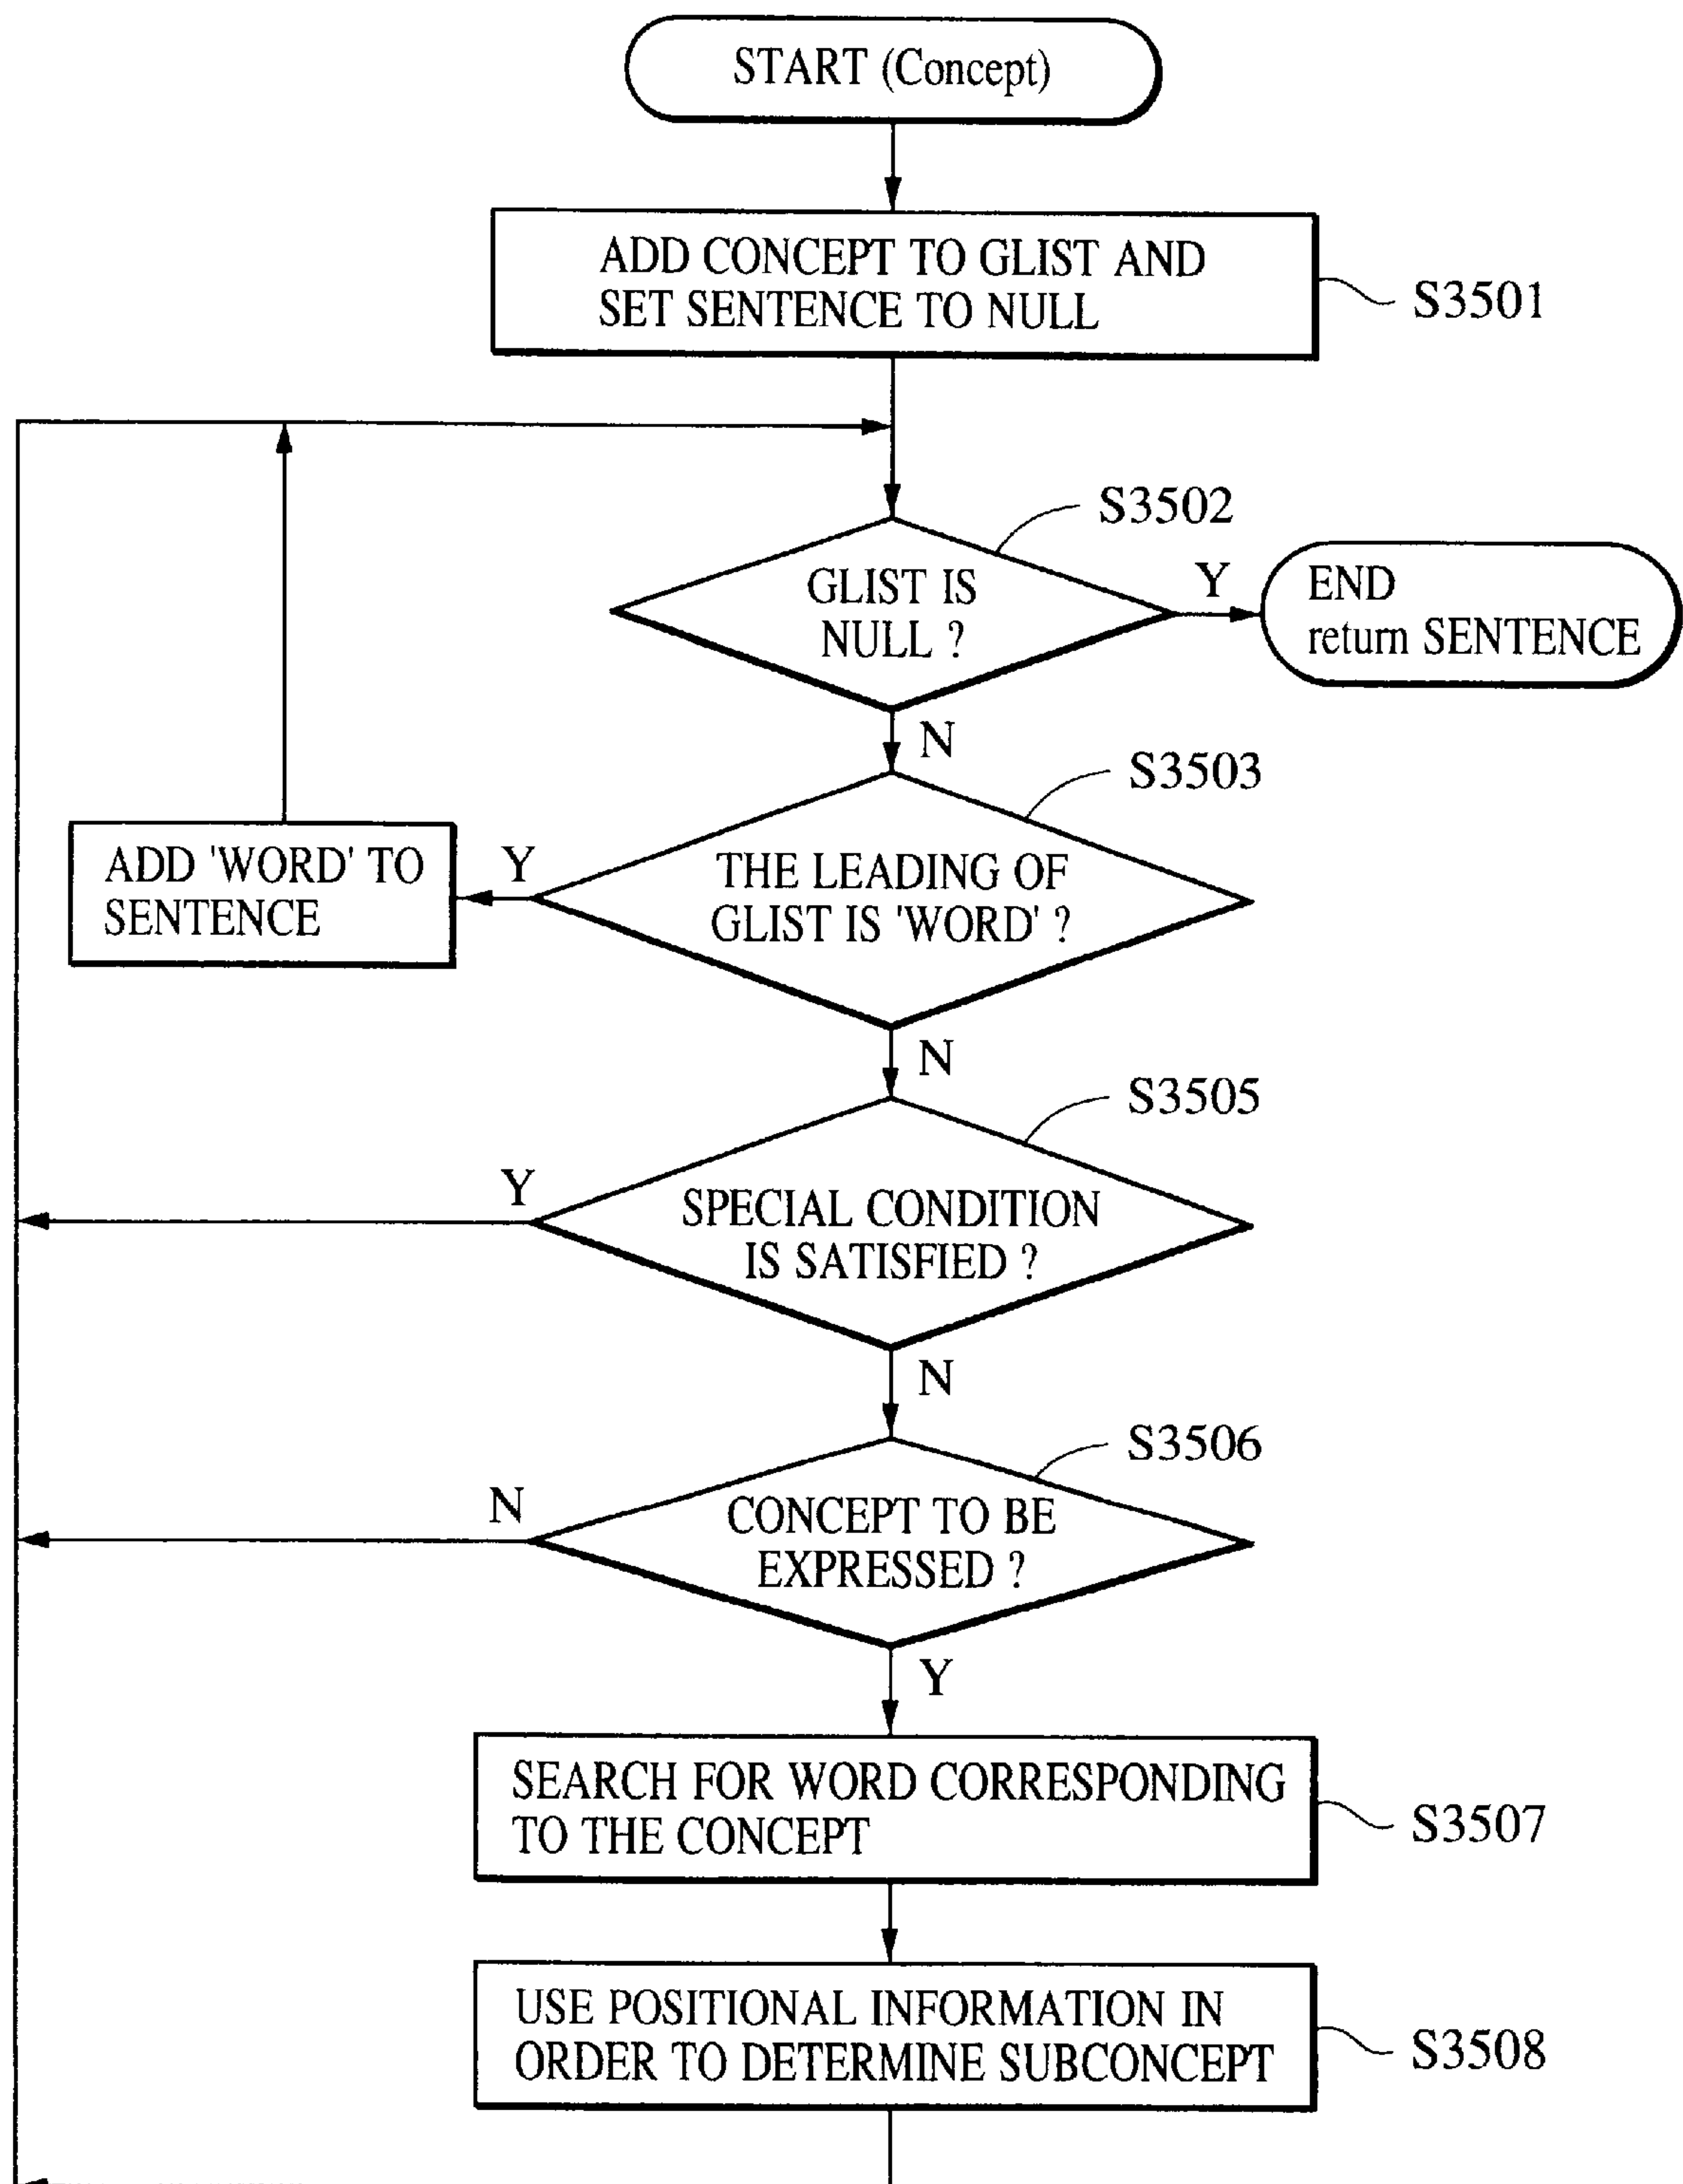 START (Concept)
ADD CONCEPT TO GLIST AND
SET SENTENCE TO NULL
S3501
S3502
GLIST IS
NULL ?
Y
END
return SENTENCE
N
S3503
THE LEADING OF
GLIST IS 'WORD' ?
Y
ADD 'WORD' TO
SENTENCE
N
S3505
SPECIAL CONDITION
IS SATISFIED ?
Y
N
S3506
CONCEPT TO BE
EXPRESSED ?
N
Y
SEARCH FOR WORD CORRESPONDING
TO THE CONCEPT
S3507
USE POSITIONAL INFORMATION IN
ORDER TO DETERMINE SUBCONCEPT
S3508